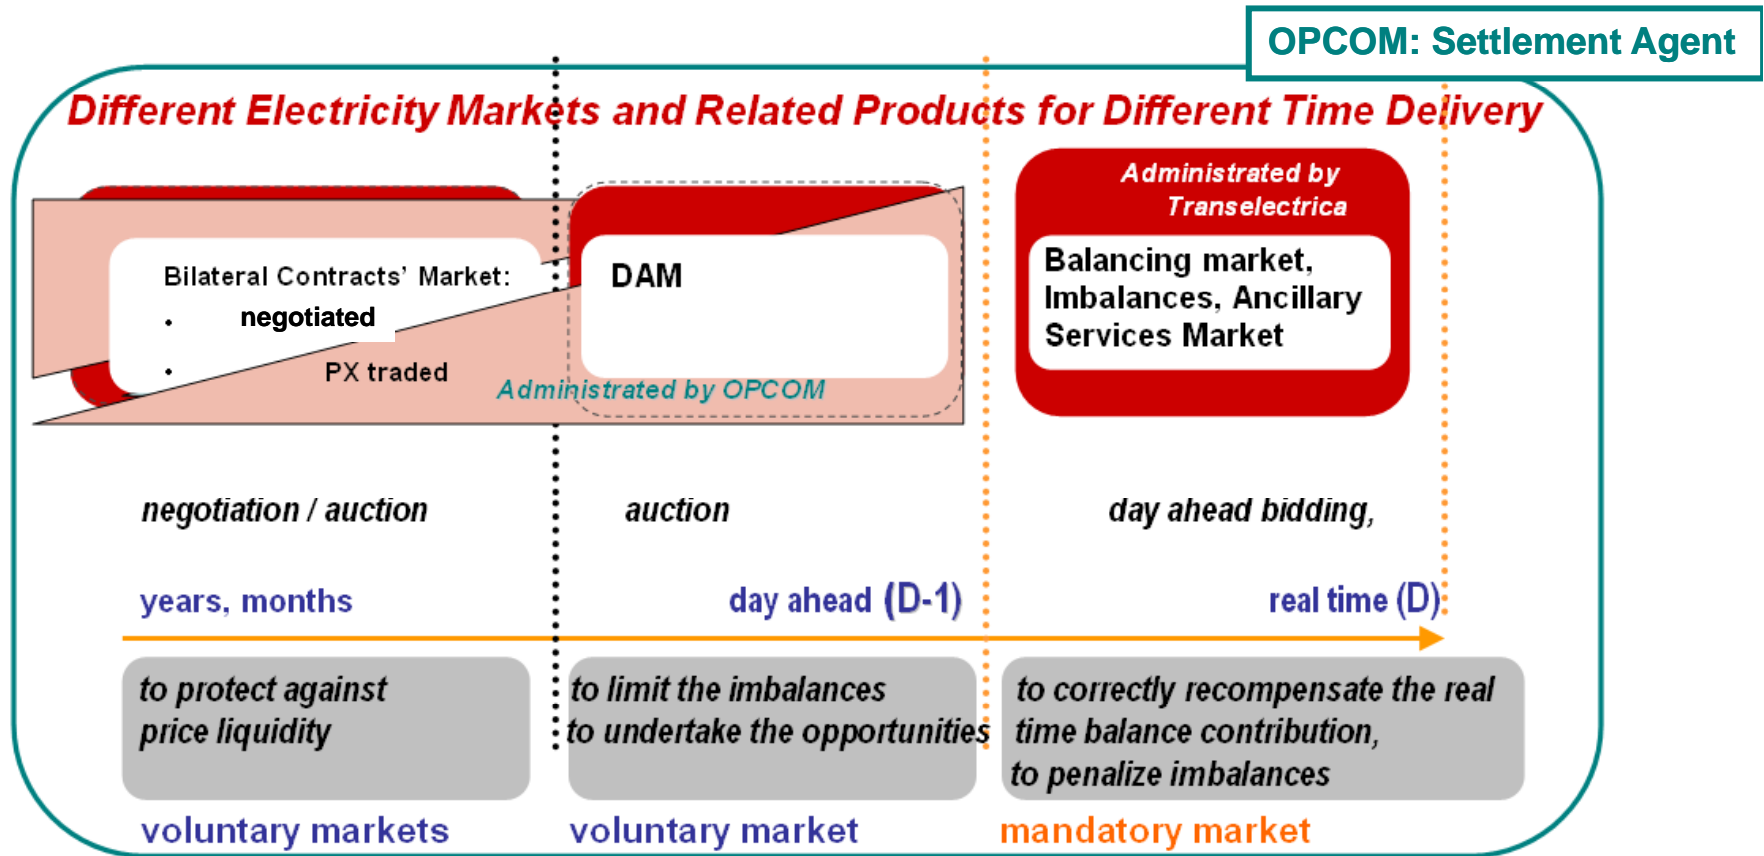 OPCOM: Settlement Agent
Different Electricity Markets and Related Products for Different Time Delivery
Administrated by
Transelectrica
Bilateral Contracts’ Market:
• negotiated
• PX traded
DAM
Balancing market,
Imbalances, Ancillary
Services Market
Administrated by OPCOM
negotiation / auction
auction
day ahead bidding,
years, months
day ahead (D-1)
real time (D)
to protect against
price liquidity
to limit the imbalances
to undertake the opportunities
to correctly recompensate the real
time balance contribution,
to penalize imbalances
voluntary markets
voluntary market
mandatory market